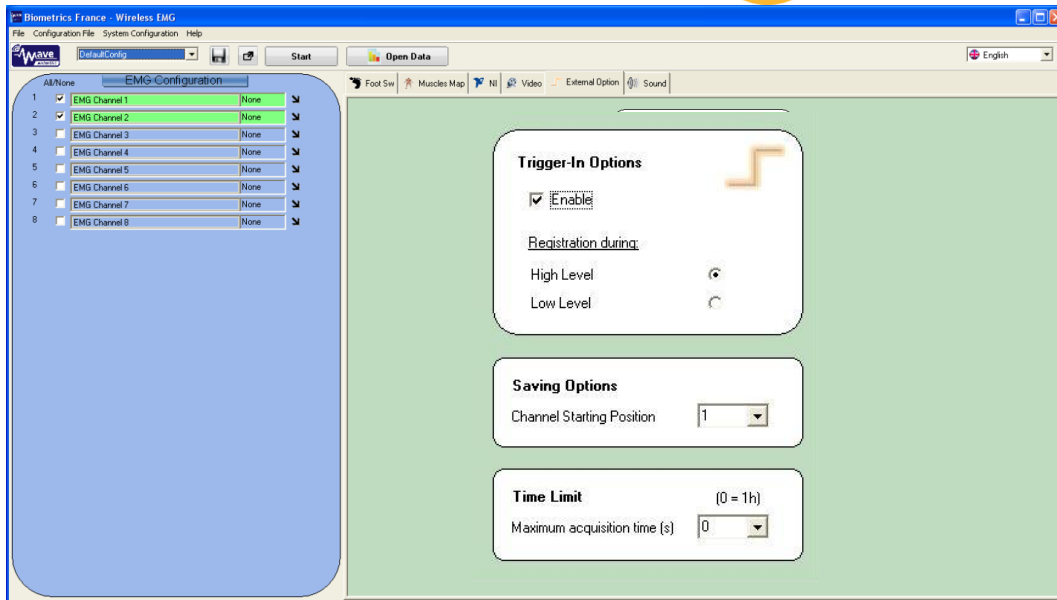 Biometrics France - Wireless EMG
File Configuration File System Configuration Help
Wave DefaultConfig Start Open Data English
All/None EMG Configuration
Foot Sw Muscles Map NI Video External Option Sound
1 EMG Channel 1 None
2 EMG Channel 2 None
3 EMG Channel 3 None
4 EMG Channel 4 None
5 EMG Channel 5 None
6 EMG Channel 6 None
7 EMG Channel 7 None
8 EMG Channel 8 None
Trigger-In Options
Enable
Registration during:
High Level
Low Level
Saving Options
Channel Starting Position 1
Time Limit (0 = 1h)
Maximum acquisition time (s) 0